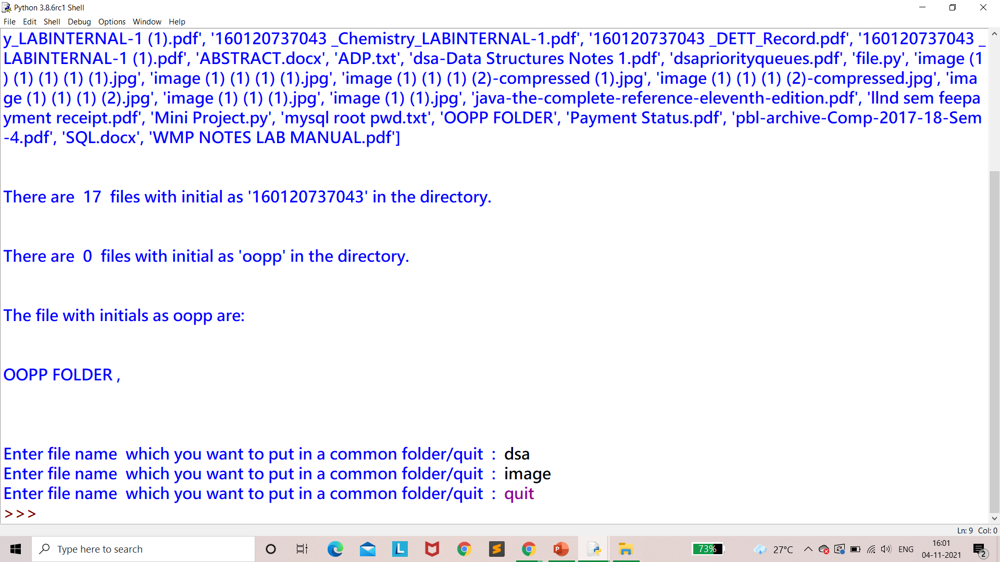 Python 3.8.6rc1 Shell
File Edit Shell Debug Options Window Help
y_LABINTERNAL-1 (1).pdf', '160120737043 _Chemistry_LABINTERNAL-1.pdf', '160120737043 _DETT_Record.pdf', '160120737043 _
LABINTERNAL-1 (1).pdf', 'ABSTRACT.docx', 'ADP.txt', 'dsa-Data Structures Notes 1.pdf', 'dsapriorityqueues.pdf', 'file.py', 'image (1
) (1) (1) (1) (1).jpg', 'image (1) (1) (1) (1).jpg', 'image (1) (1) (1) (2)-compressed (1).jpg', 'image (1) (1) (1) (2)-compressed.jpg', 'ima
ge (1) (1) (1) (2).jpg', 'image (1) (1) (1).jpg', 'image (1) (1).jpg', 'java-the-complete-reference-eleventh-edition.pdf', 'llnd sem feepa
yment receipt.pdf', 'Mini Project.py', 'mysql root pwd.txt', 'OOPP FOLDER', 'Payment Status.pdf', 'pbl-archive-Comp-2017-18-Sem
-4.pdf', 'SQL.docx', 'WMP NOTES LAB MANUAL.pdf']
There are  17  files with initial as '160120737043' in the directory.
There are  0  files with initial as 'oopp' in the directory.
The file with initials as oopp are:
OOPP FOLDER ,
Enter file name  which you want to put in a common folder/quit  :  dsa
Enter file name  which you want to put in a common folder/quit  :  image
Enter file name  which you want to put in a common folder/quit  :  quit
>>>
Ln: 9 Col: 0
Type here to search
73%
27°C
ENG
16:01
04-11-2021
2